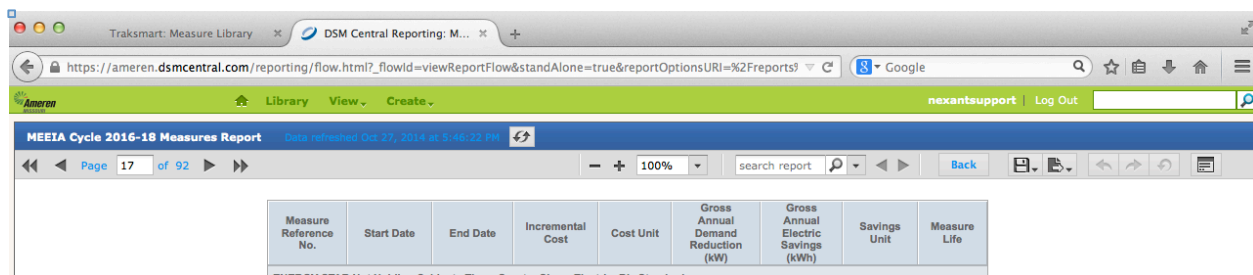 Traksmart: Measure Library × DSM Central Reporting: M... × +
https://ameren.dsmcentral.com/reporting/flow.html?_flowId=viewReportFlow&standAlone=true&reportOptionsURI=%2Freports% Google
Ameren Library View Create nexantsupport | Log Out
MISSOURI
MEEIA Cycle 2016-18 Measures Report Data refreshed Oct 27, 2014 at 5:46:22 PM
Page 17 of 92 − + 100% search report Back
Measure Reference No.
Start Date
End Date
Incremental Cost
Cost Unit
Gross Annual Demand Reduction (kW)
Gross Annual Electric Savings (kWh)
Savings Unit
Measure Life